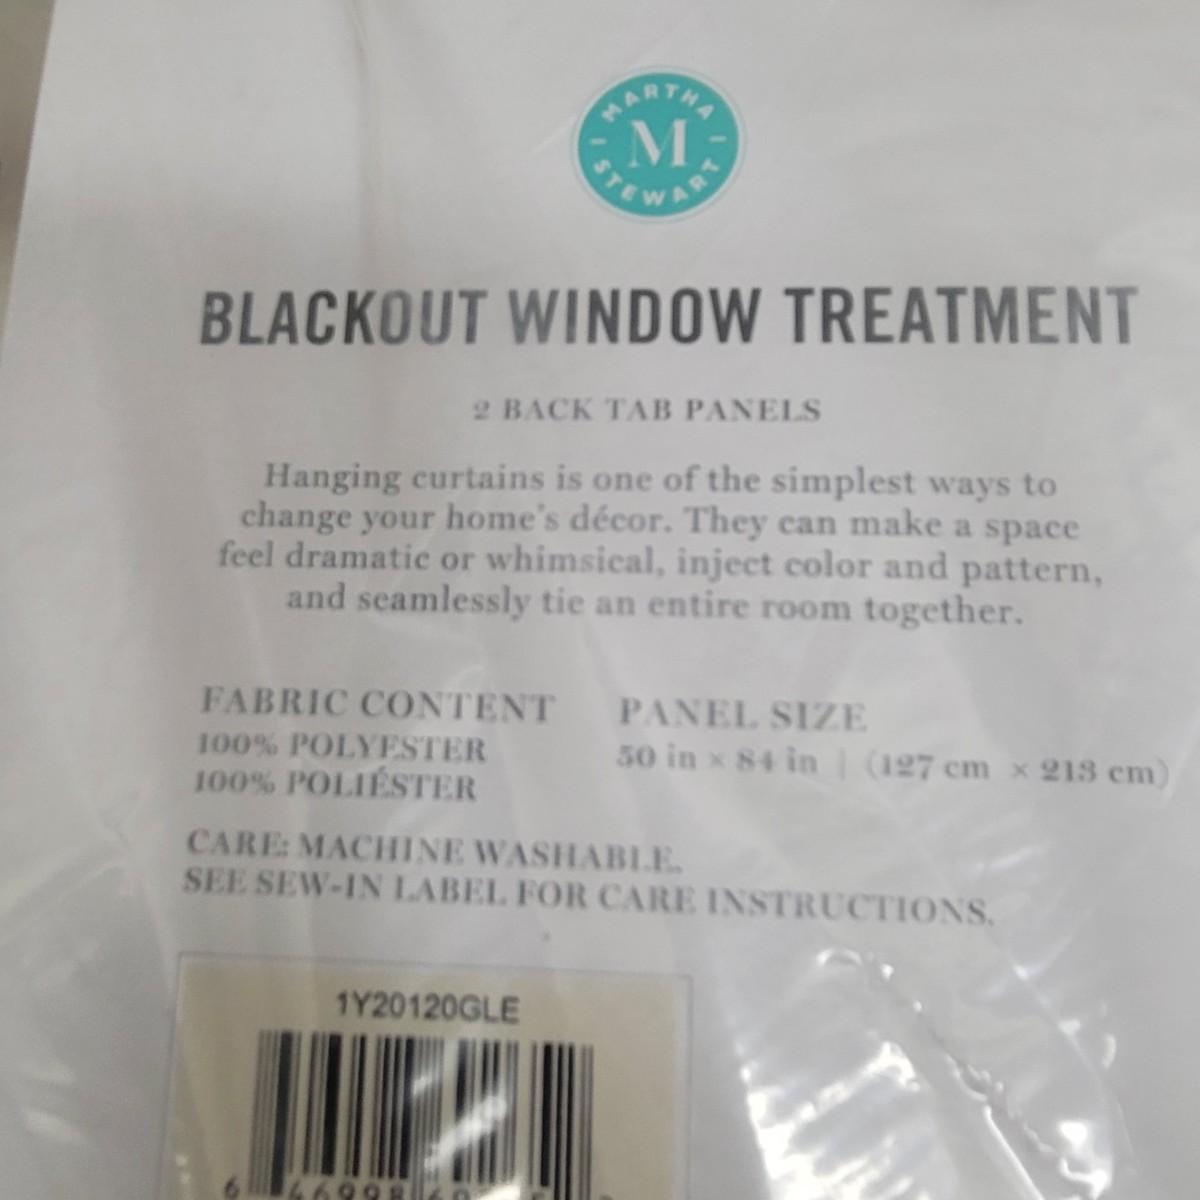 MARTHA
M
STEWART
BLACKOUT WINDOW TREATMENT
2 BACK TAB PANELS
Hanging curtains is one of the simplest ways to
change your home's décor. They can make a space
feel dramatic or whimsical, inject color and pattern,
and seamlessly tie an entire room together.
FABRIC CONTENT
100% POLYESTER
100% POLIÉSTER
PANEL SIZE
50 in × 84 in | (127 cm × 213 cm)
CARE: MACHINE WASHABLE.
SEE SEW-IN LABEL FOR CARE INSTRUCTIONS.
1Y20120GLE